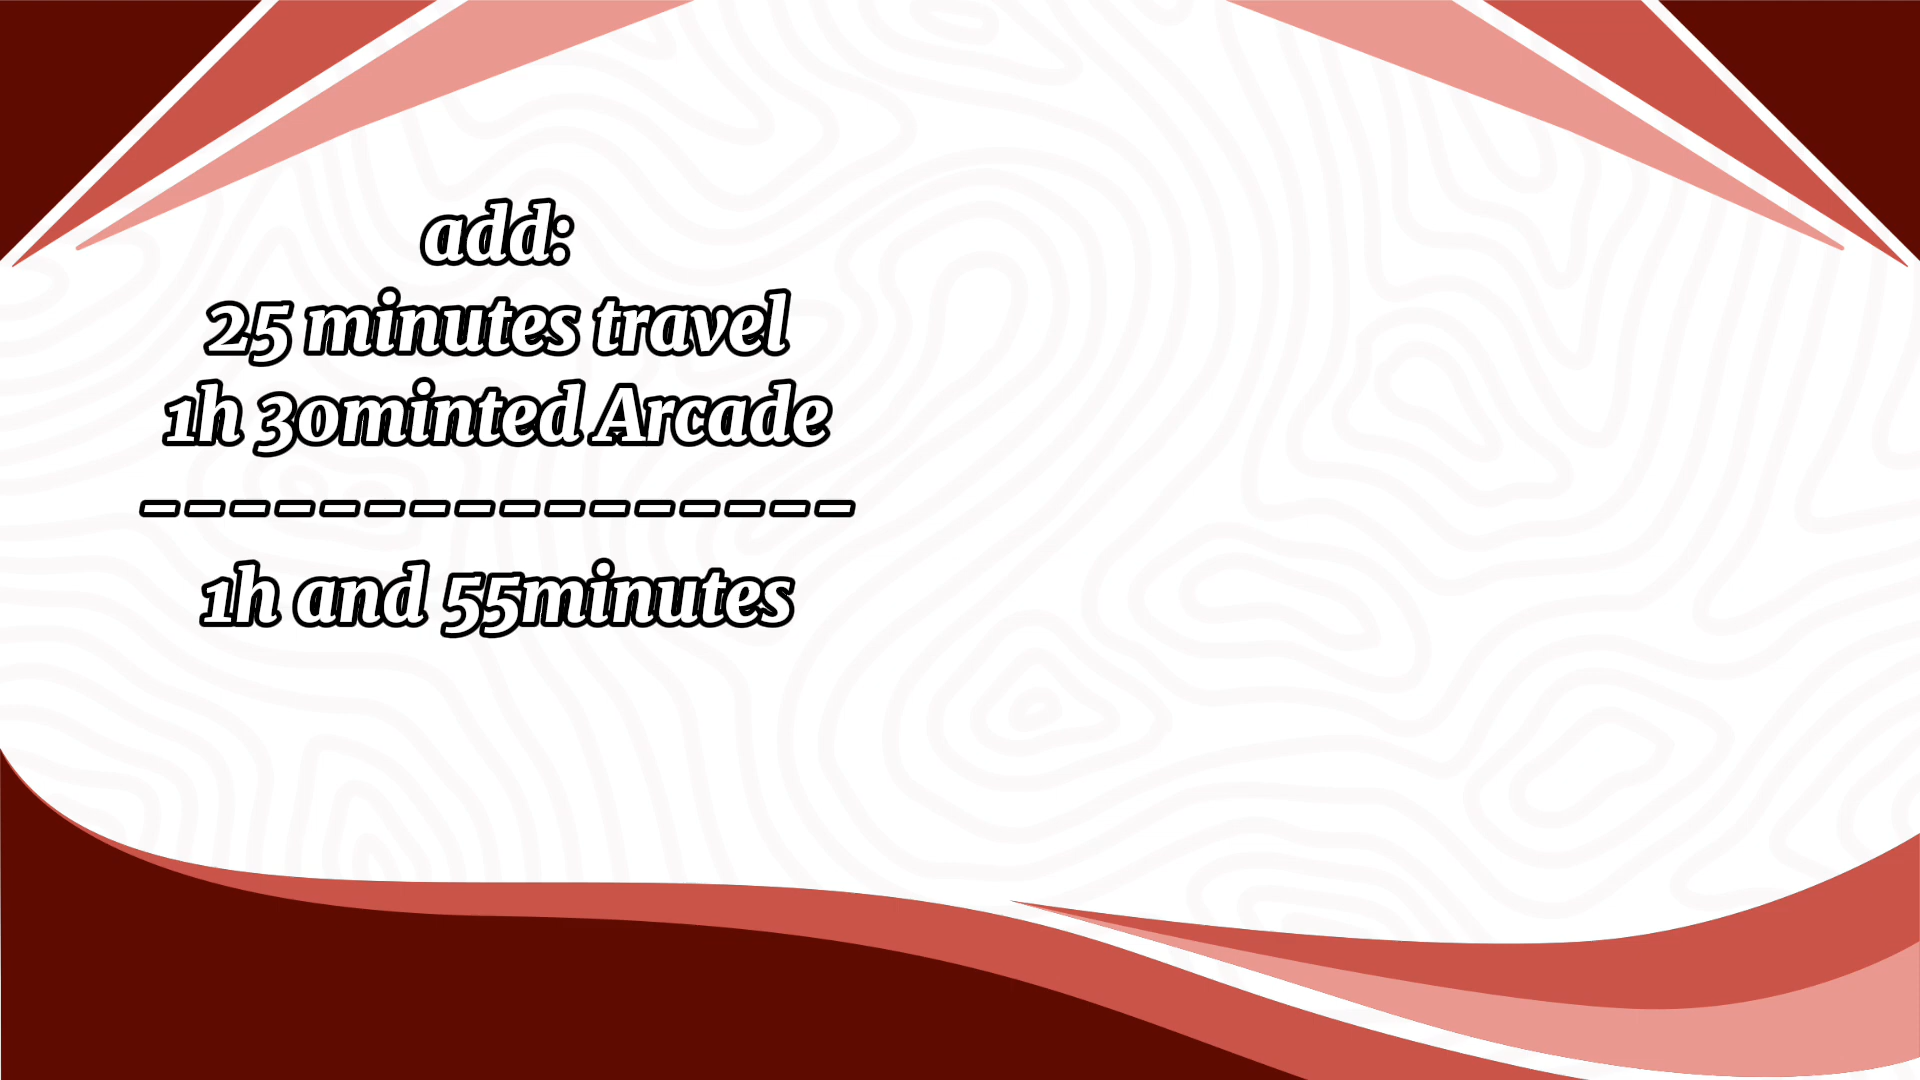 add:
25 minutes travel
1h 30minted Arcade
----------------
1h and 55minutes